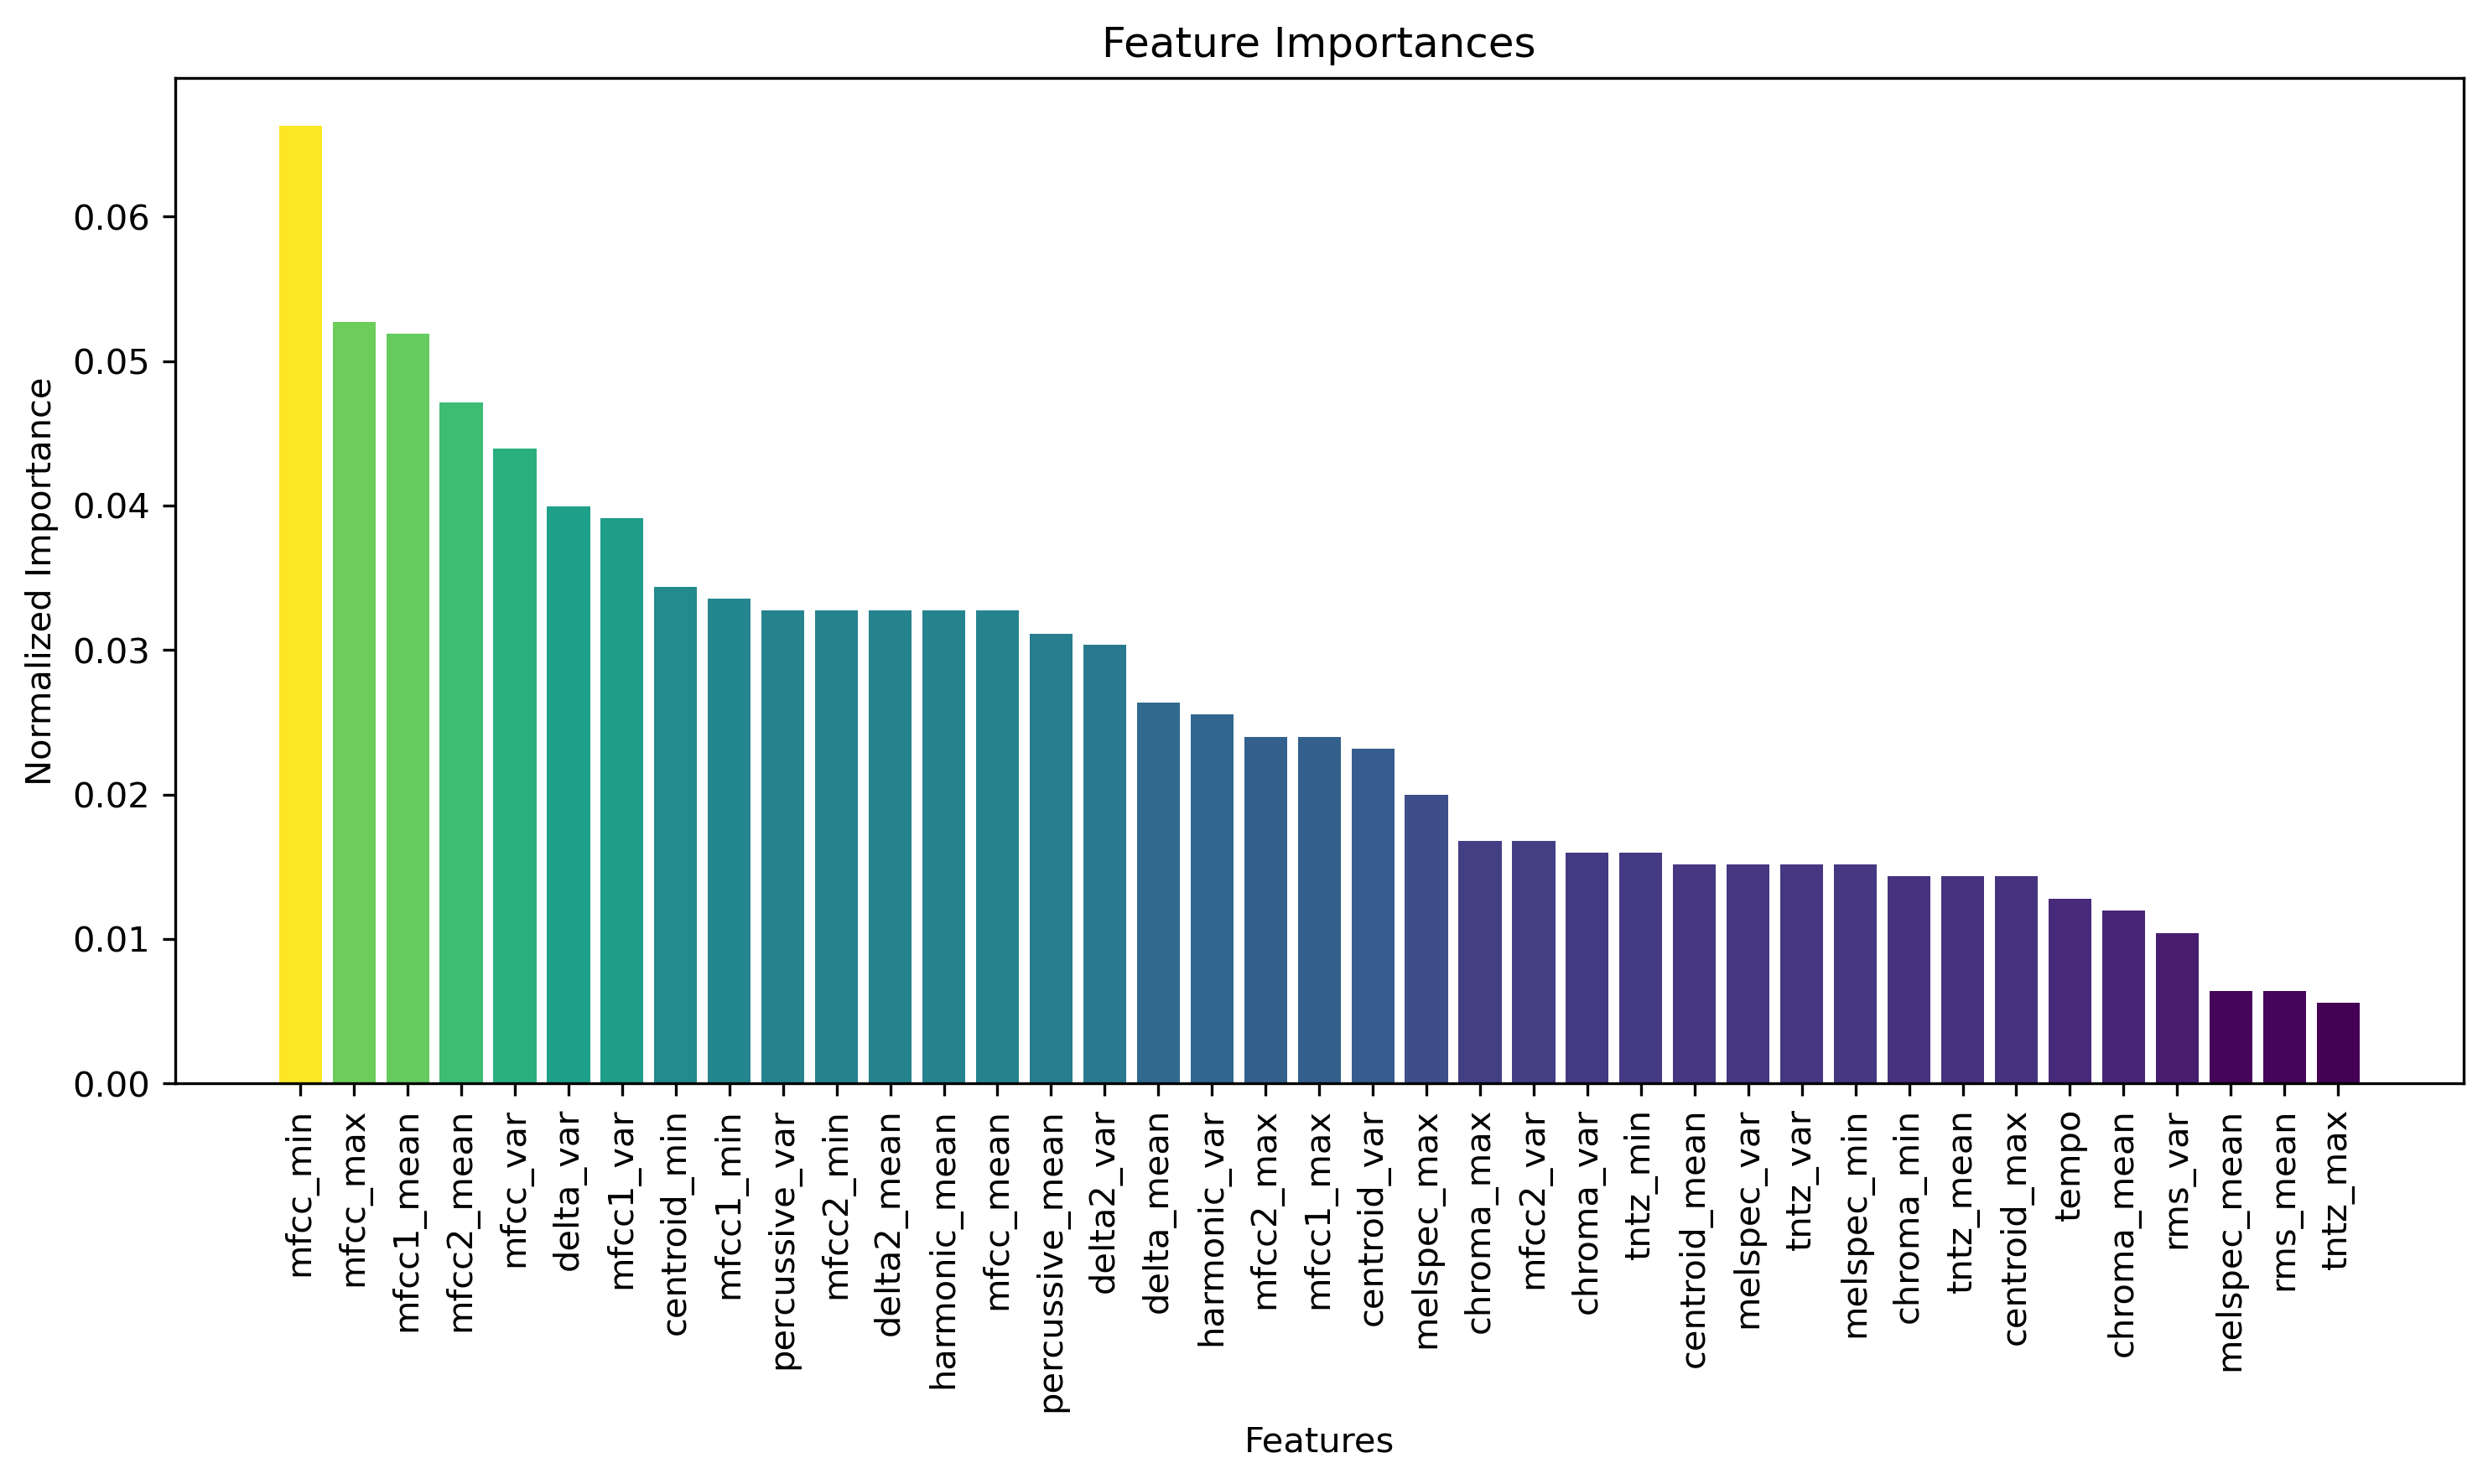 Feature Importances
Normalized Importance
0.06
0.05
0.04
0.03
0.02
0.01
0.00
mfcc_min
mfcc_max
mfcc1_mean
mfcc2_mean
mfcc_var
delta_var
mfcc1_var
centroid_min
mfcc1_min
percussive_var
mfcc2_min
delta2_mean
harmonic_mean
mfcc_mean
percussive_mean
delta2_var
delta_mean
harmonic_var
mfcc2_max
mfcc1_max
centroid_var
melspec_max
chroma_max
mfcc2_var
chroma_var
tntz_min
centroid_mean
melspec_var
tntz_var
melspec_min
chroma_min
tntz_mean
centroid_max
tempo
chroma_mean
rms_var
melspec_mean
rms_mean
tntz_max
Features